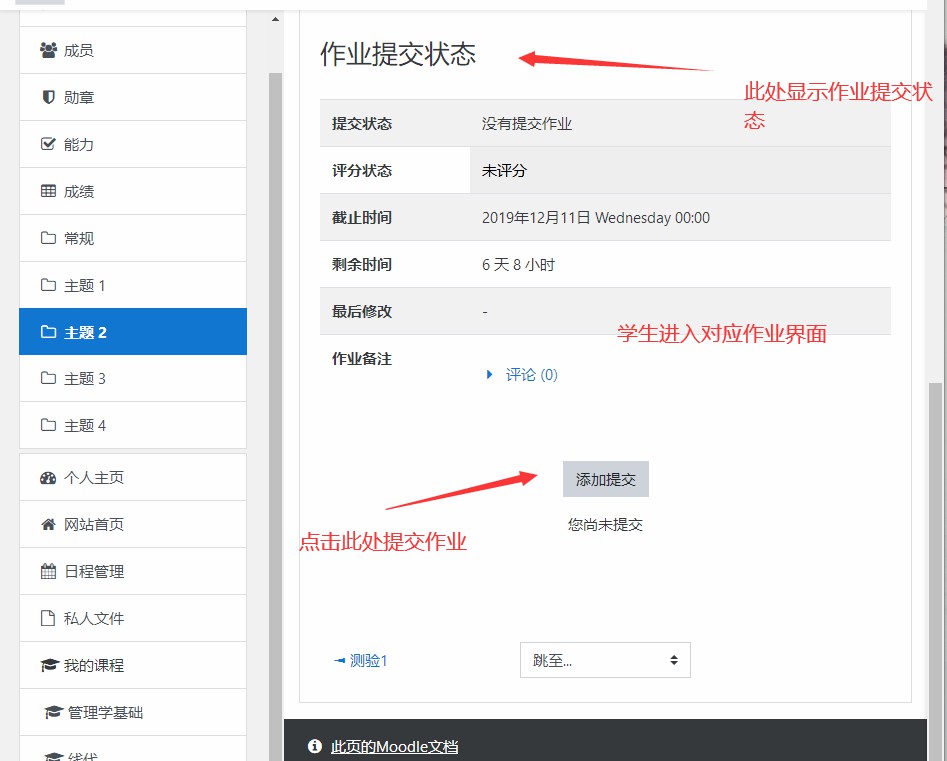 成员
勋章
能力
成绩
常规
主题 1
主题 2
主题 3
主题 4
个人主页
网站首页
日程管理
私人文件
我的课程
管理学基础
线代
作业提交状态
此处显示作业提交状
态
提交状态 没有提交作业
评分状态 未评分
截止时间 2019年12月11日 Wednesday 00:00
剩余时间 6 天 8 小时
最后修改 -
学生进入对应作业界面
作业备注
评论 (0)
添加提交
您尚未提交
点击此处提交作业
◄ 测验1
跳至...
此页的Moodle文档